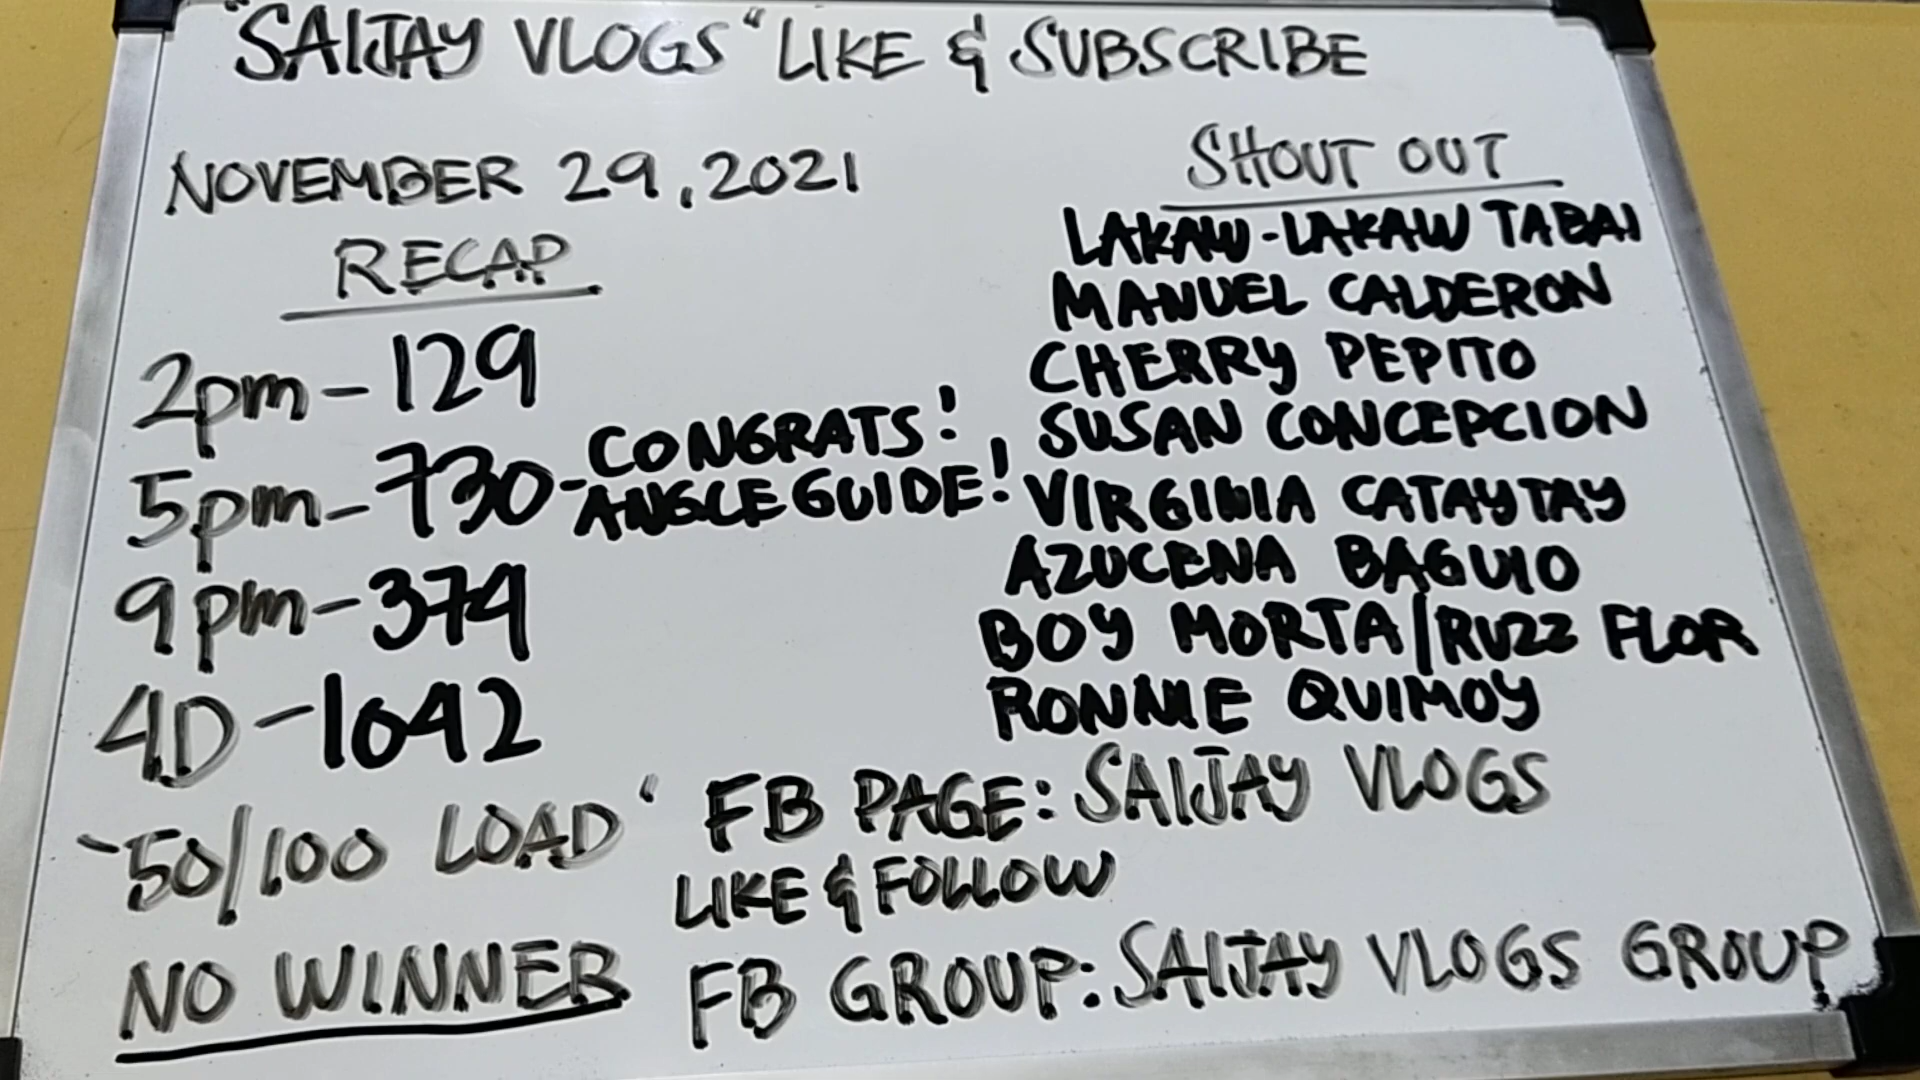 "SAIJAY VLOGS" LIKE & SUBSCRIBE
NOVEMBER 29, 2021
RECAP
2pm - 129
5pm - 730 - CONGRATS!
ANGLE GUIDE!
9pm - 379
4D - 1042
'50/100 LOAD'
NO WINNER
SHOUT OUT
LAKAW-LAKAW TABAI
MANUEL CALDERON
CHERRY PEPITO
SUSAN CONCEPCION
VIRGINIA CATAYTAY
AZUCENA BAGUIO
BOY MORTA/RUZZ FLOR
RONNIE QUIMOY
FB PAGE: SAIJAY VLOGS
LIKE & FOLLOW
FB GROUP: SAIJAY VLOGS GROUP